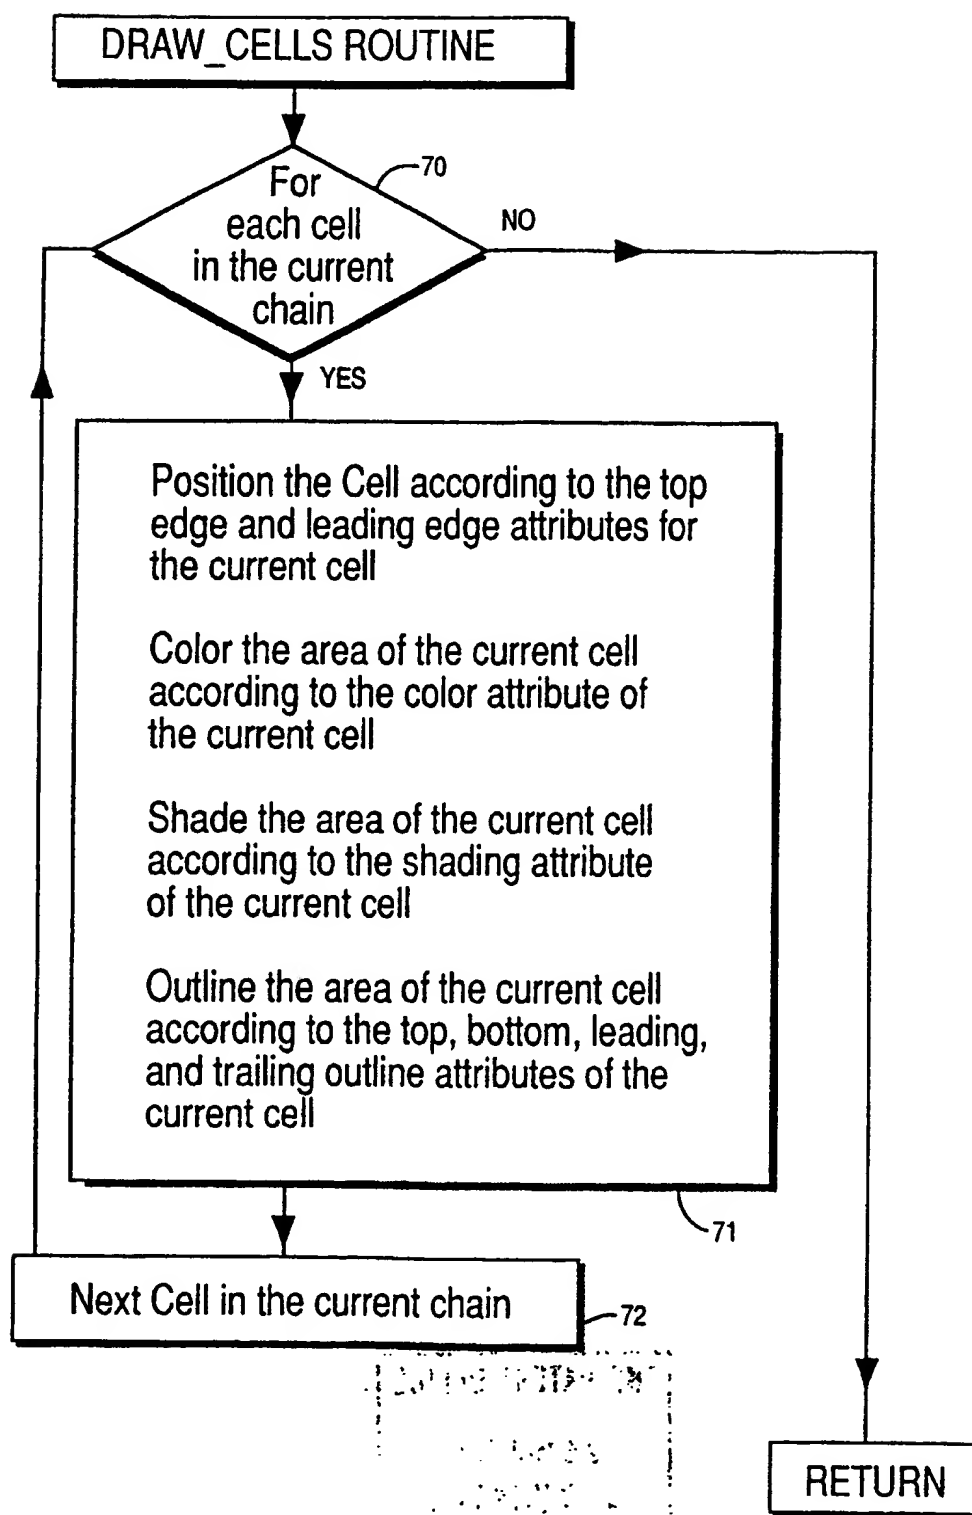 DRAW_CELLS ROUTINE
70
For
each cell
in the current
chain
NO
YES
Position the Cell according to the top
edge and leading edge attributes for
the current cell
Color the area of the current cell
according to the color attribute of
the current cell
Shade the area of the current cell
according to the shading attribute
of the current cell
Outline the area of the current cell
according to the top, bottom, leading,
and trailing outline attributes of the
current cell
71
Next Cell in the current chain
72
RETURN